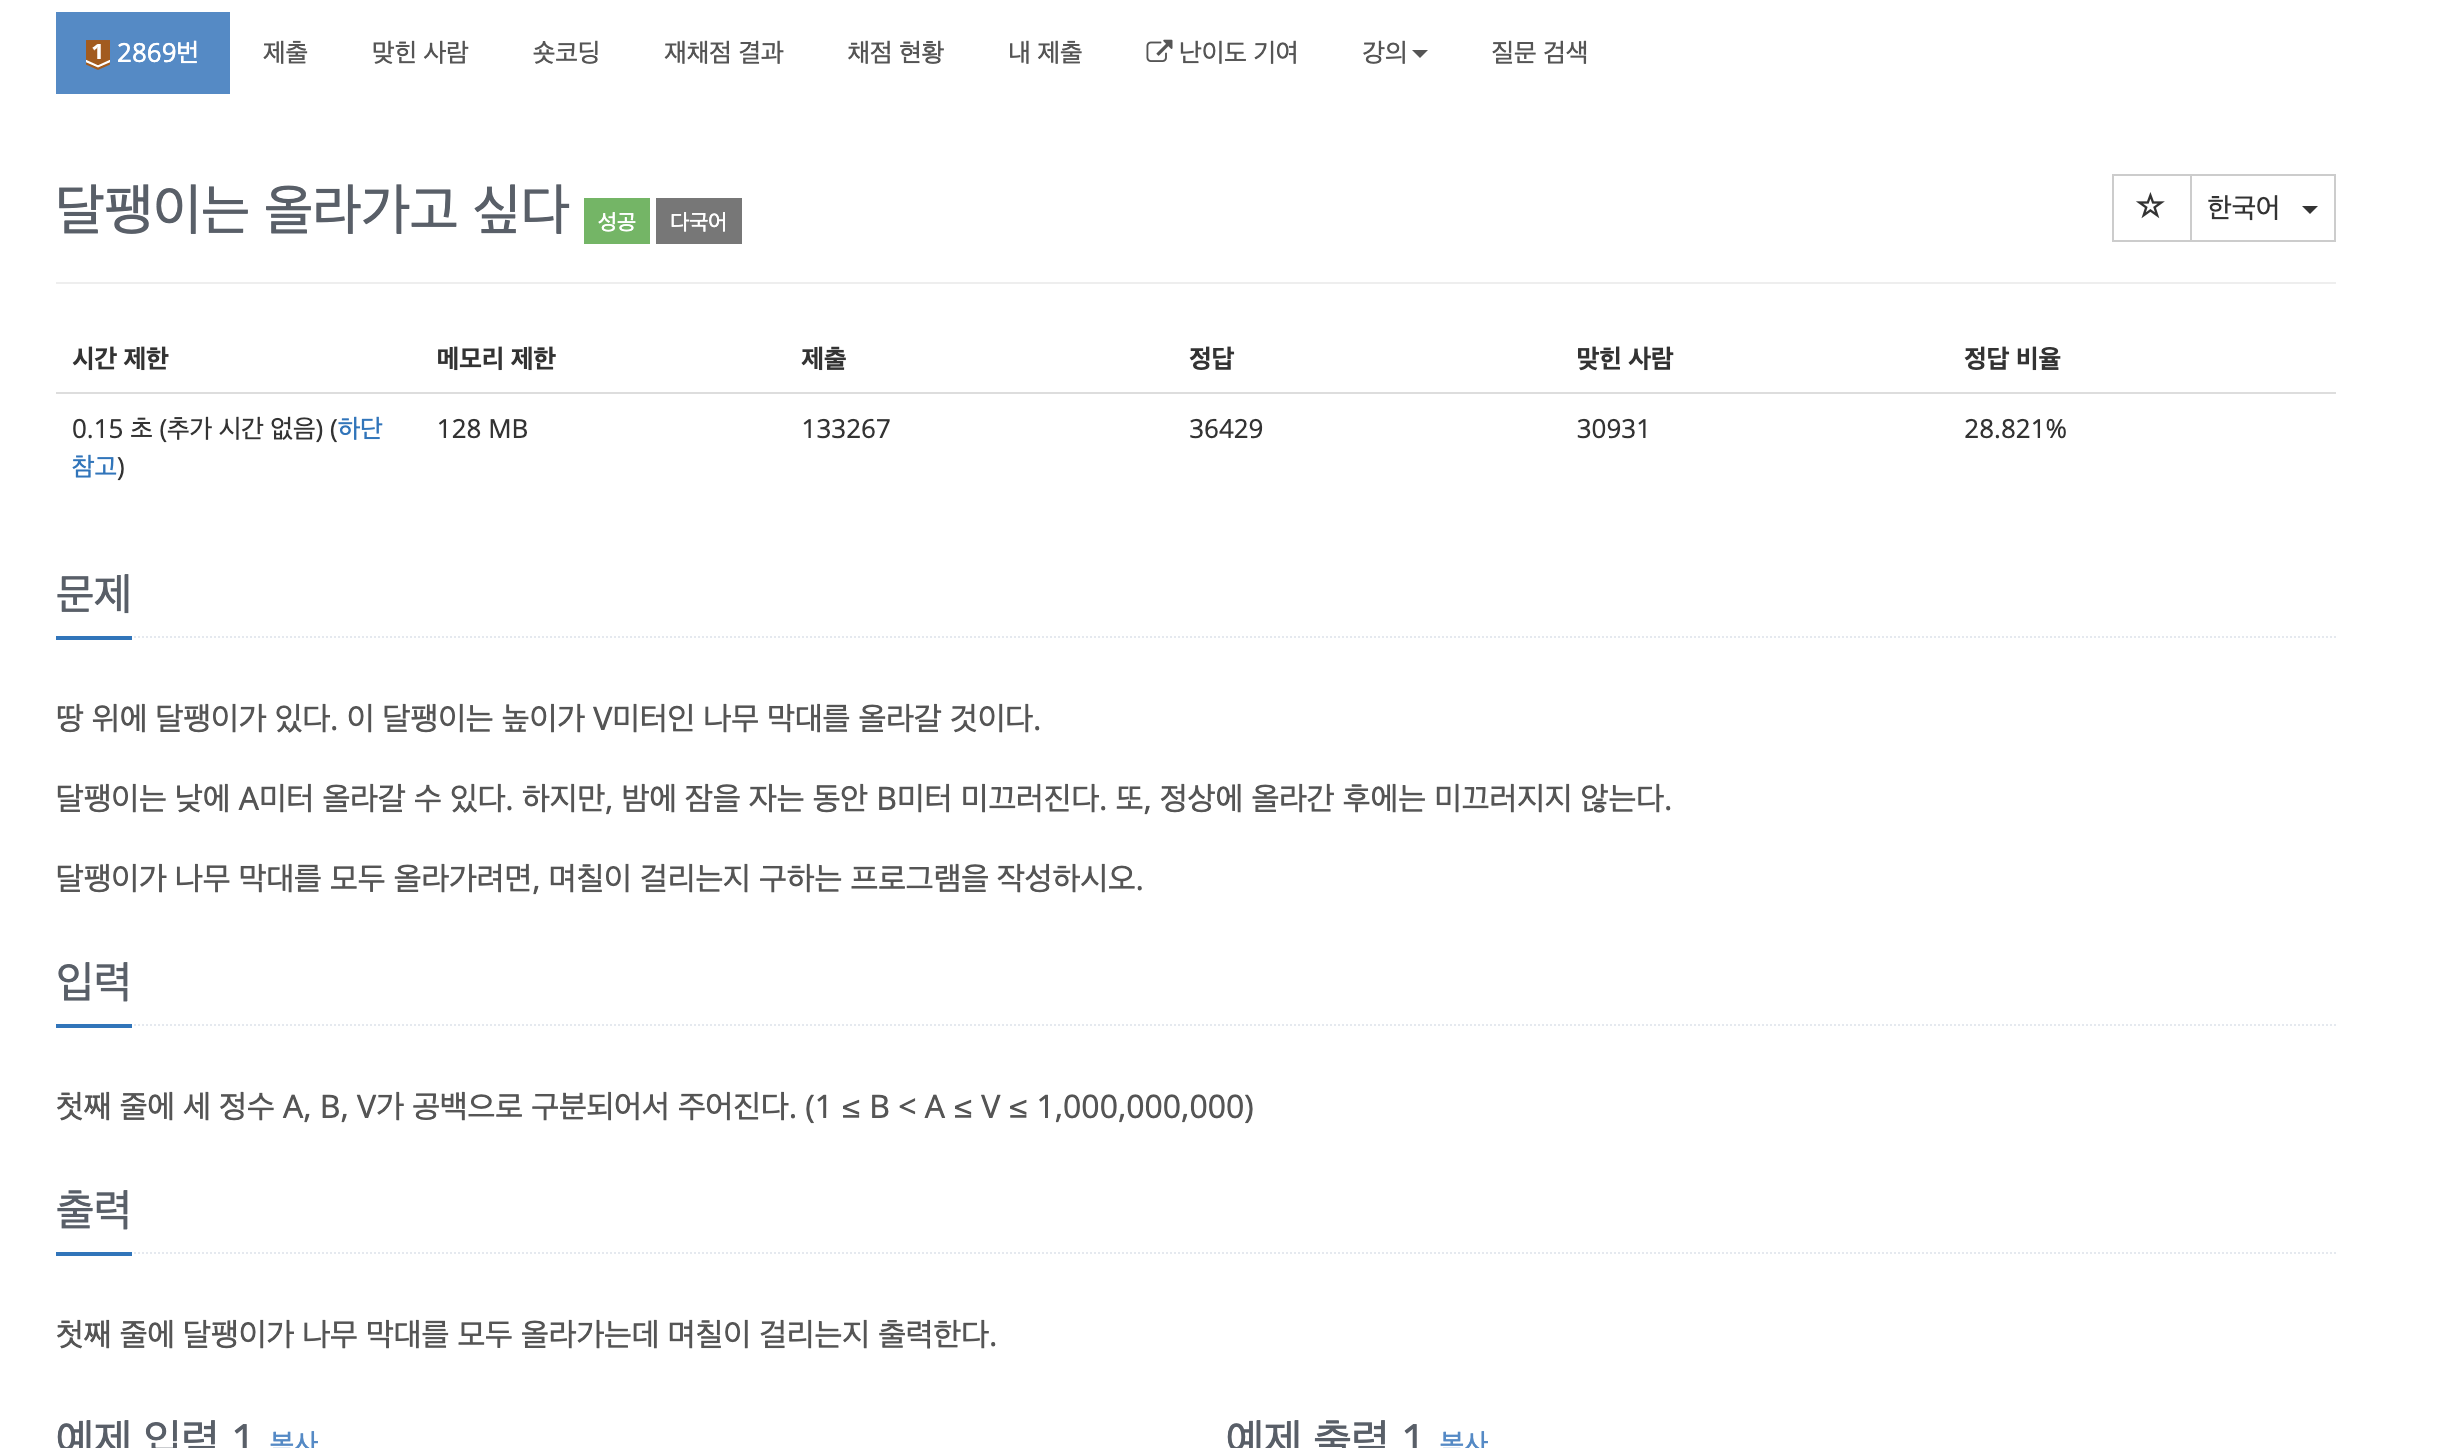 1 2869번 제출 맞힌 사람 숏코딩 재채점 결과 채점 현황 내 제출 난이도 기여 강의 질문 검색
달팽이는 올라가고 싶다 성공 다국어 ☆ 한국어
시간 제한 메모리 제한 제출 정답 맞힌 사람 정답 비율
0.15 초 (추가 시간 없음) (하단 128 MB 133267 36429 30931 28.821%
참고)
문제
땅 위에 달팽이가 있다. 이 달팽이는 높이가 V미터인 나무 막대를 올라갈 것이다.
달팽이는 낮에 A미터 올라갈 수 있다. 하지만, 밤에 잠을 자는 동안 B미터 미끄러진다. 또, 정상에 올라간 후에는 미끄러지지 않는다.
달팽이가 나무 막대를 모두 올라가려면, 며칠이 걸리는지 구하는 프로그램을 작성하시오.
입력
첫째 줄에 세 정수 A, B, V가 공백으로 구분되어서 주어진다. (1 ≤ B < A ≤ V ≤ 1,000,000,000)
출력
첫째 줄에 달팽이가 나무 막대를 모두 올라가는데 며칠이 걸리는지 출력한다.
예제 입력 1 복사 예제 출력 1 복사